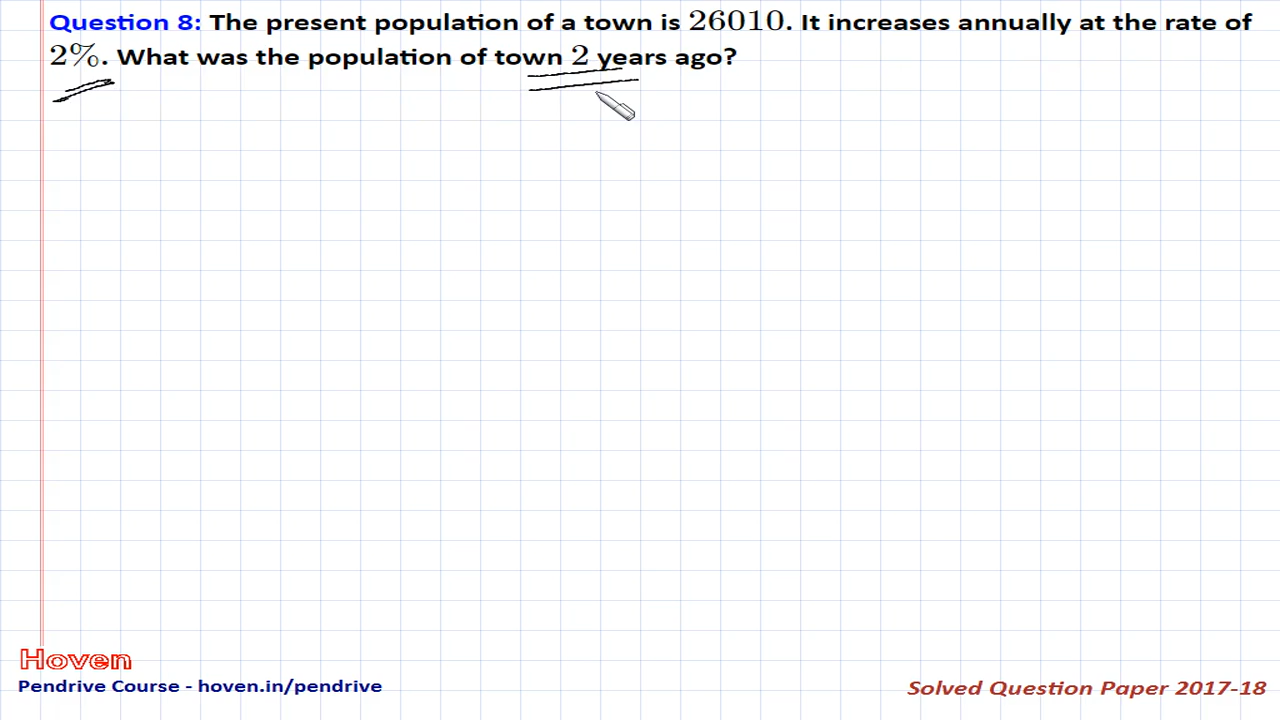 Question 8: The present population of a town is 26010. It increases annually at the rate of
2%. What was the population of town 2 years ago?
Hoven
Pendrive Course - hoven.in/pendrive
Solved Question Paper 2017-18